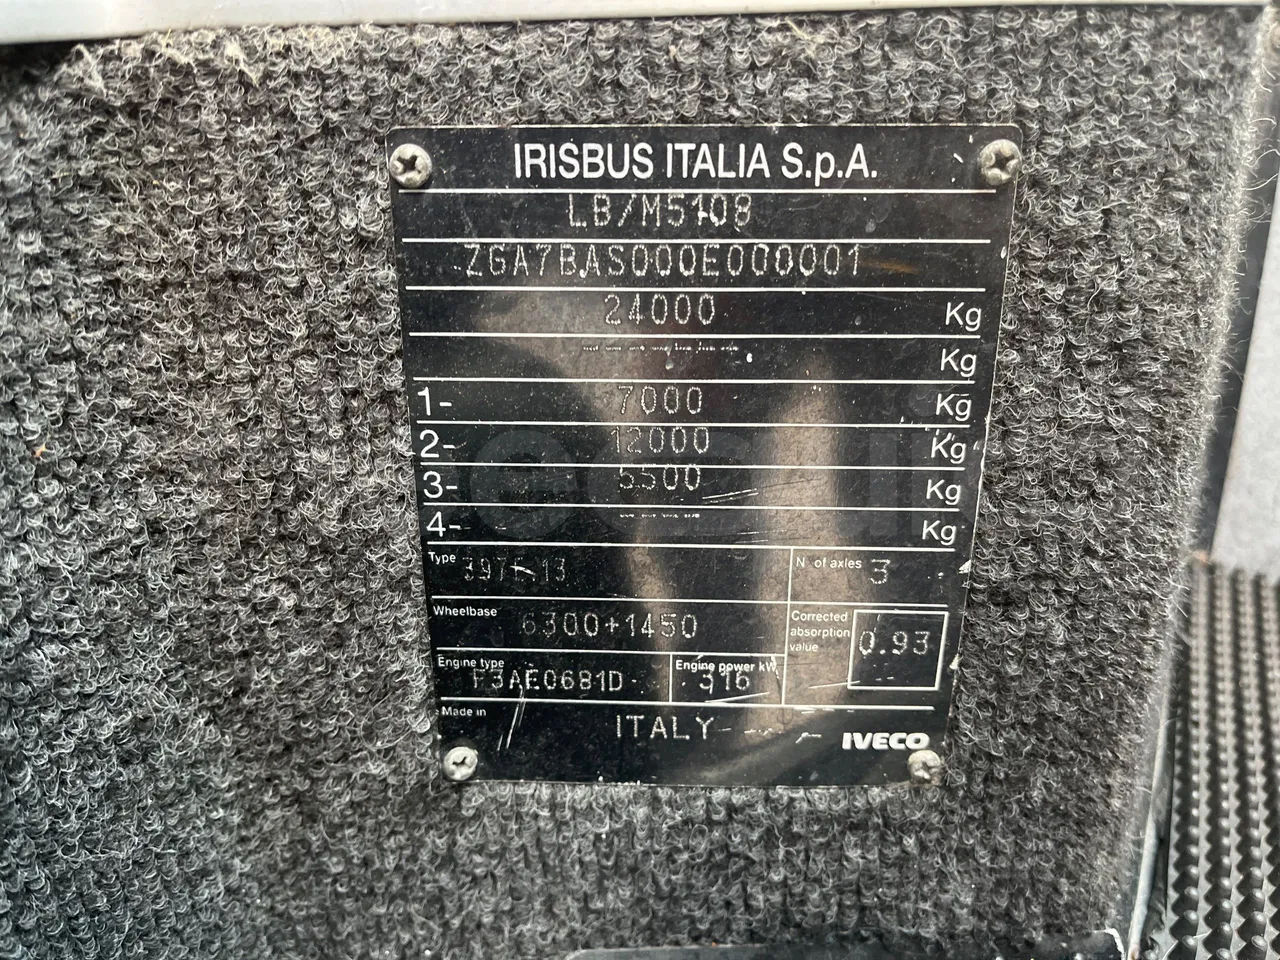 IRISBUS ITALIA S.p.A.
LB/M5108
ZGA7BAS000E000001
24000 Kg
Kg
1- 7000 Kg
2- 12000 Kg
3- 5500 Kg
4- Kg
Type N of axles 3
Wheelbase 6300+1450 Corrected absorption value 0.93
Engine type F3AE0681D Engine power kW 316
Made in ITALY IVECO